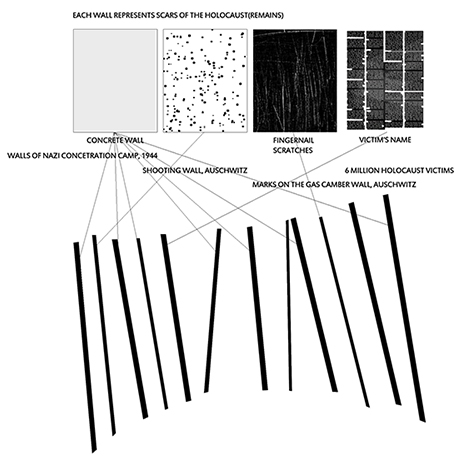 EACH WALL REPRESENTS SCARS OF THE HOLOCAUST(REMAINS)
CONCRETE WALL
FINGERNAIL
SCRATCHES
VICTIM'S NAME
WALLS OF NAZI CONCETRATION CAMP, 1944
SHOOTING WALL, AUSCHWITZ
6 MILLION HOLOCAUST VICTIMS
MARKS ON THE GAS CAMBER WALL, AUSCHWITZ